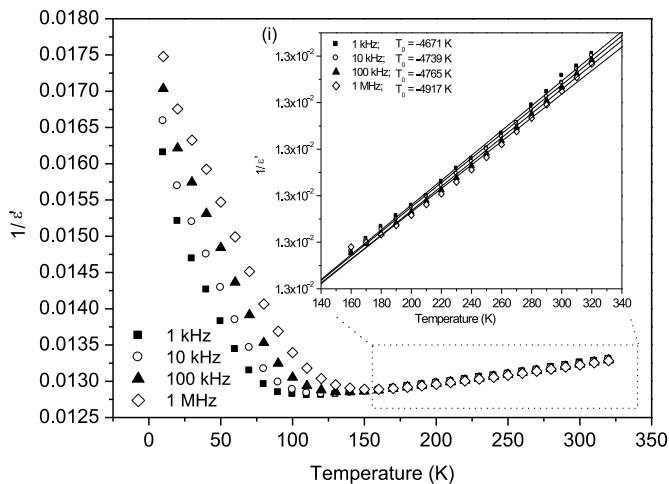 0.0180
0.0175
0.0170
0.0165
0.0160
0.0155
0.0150
0.0145
0.0140
0.0135
0.0130
0.0125
1/ ε'
0 50 100 150 200 250 300 350
Temperature (K)
1 kHz
10 kHz
100 kHz
1 MHz
(i)
1 kHz; T0 = -4671 K
10 kHz; T0 = -4739 K
100 kHz; T0 = -4765 K
1 MHz; T0 = -4917 K
1.3x10-2
1.3x10-2
1.3x10-2
1.3x10-2
1.3x10-2
1.3x10-2
1/ ε'
140 160 180 200 220 240 260 280 300 320 340
Temperature (K)